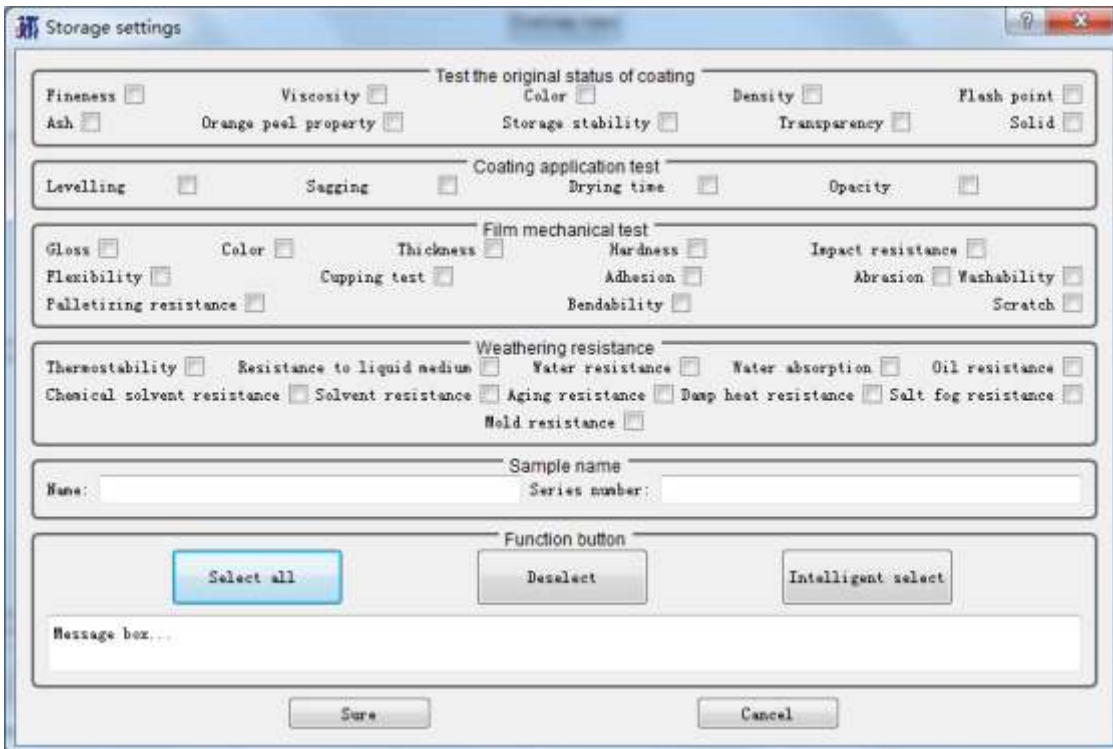 Storage settings
Test the original status of coating
Fineness Viscosity Color Density Flash point
Ash Orange peel property Storage stability Transparency Solid
Coating application test
Levelling Sagging Drying time Opacity
Film mechanical test
Gloss Color Thickness Hardness Impact resistance
Flexibility Cupping test Adhesion Abrasion Washability
Palletizing resistance Bendability Scratch
Weathering resistance
Thermostability Resistance to liquid medium Water resistance Water absorption Oil resistance
Chemical solvent resistance Solvent resistance Aging resistance Damp heat resistance Salt fog resistance
Mold resistance
Sample name
Name: Series number:
Function button
Select all Deselect Intelligent select
Message box...
Sure Cancel